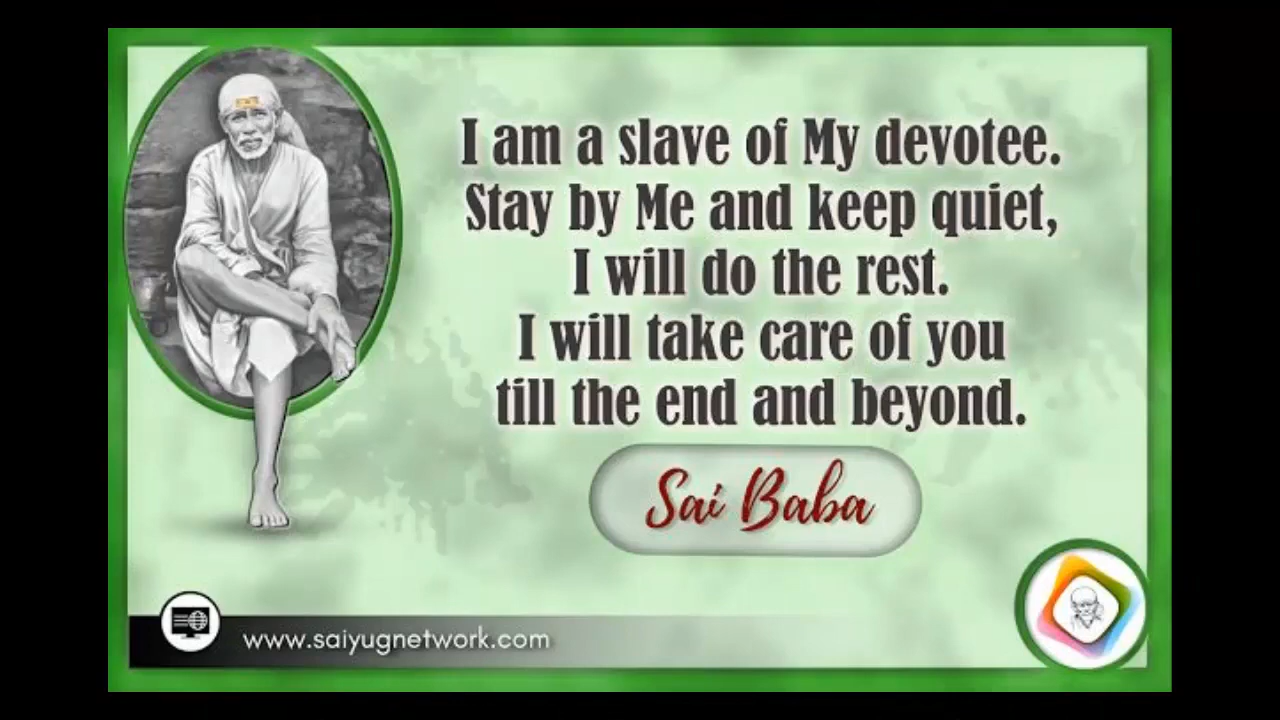 I am a slave of My devotee.
Stay by Me and keep quiet,
I will do the rest.
I will take care of you
till the end and beyond.
Sai Baba
www.saiyugnetwork.com